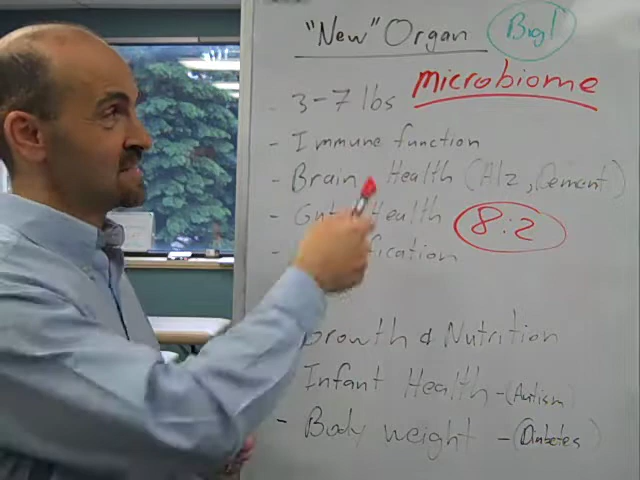 "New" Organ Big!
microbiome
- 3-7 lbs
- Immune function
- Brain Health (Alz, Dement)
- Gut Health 8:2
- fication
Growth & Nutrition
Infant Health - (Autism)
- Body weight - (Diabetes)